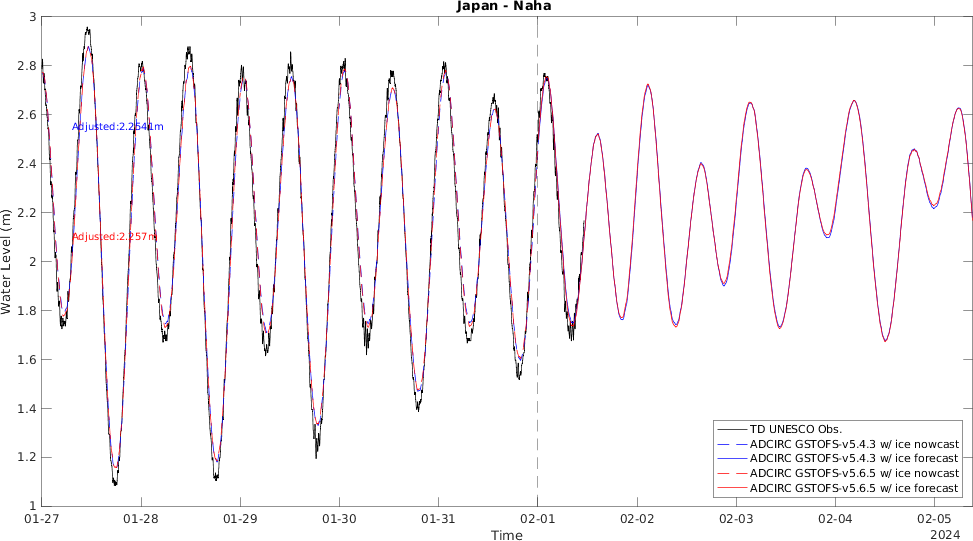 Japan - Naha
3
2.8
2.6
2.4
2.2
2
1.8
1.6
1.4
1.2
1
Water Level (m)
Adjusted:2.2541m
Adjusted:2.257m
TD UNESCO Obs.
ADCIRC GSTOFS-v5.4.3 w/ ice nowcast
ADCIRC GSTOFS-v5.4.3 w/ ice forecast
ADCIRC GSTOFS-v5.6.5 w/ ice nowcast
ADCIRC GSTOFS-v5.6.5 w/ ice forecast
01-27 01-28 01-29 01-30 01-31 02-01 02-02 02-03 02-04 02-05
Time
2024